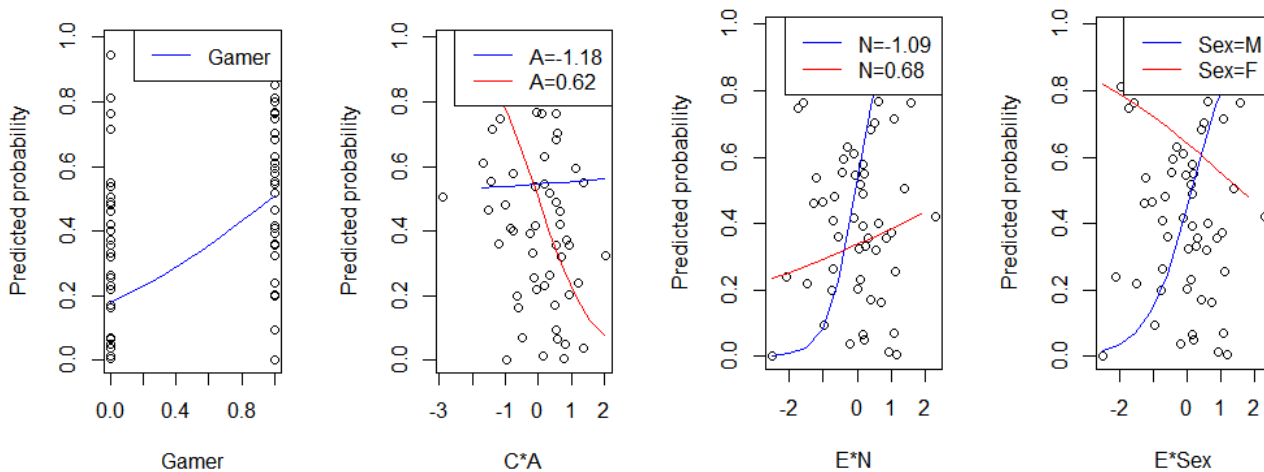 Predicted probability
1.0
0.8
0.6
0.4
0.2
0.0
Gamer
0.0 0.4 0.8
Gamer
Predicted probability
1.0
0.8
0.6
0.4
0.2
0.0
A=-1.18
A=0.62
-3 -1 0 1 2
C*A
Predicted probability
1.0
0.8
0.6
0.4
0.2
0.0
N=-1.09
N=0.68
-2 0 1 2
E*N
Predicted probability
1.0
0.8
0.6
0.4
0.2
0.0
Sex=M
Sex=F
-2 0 1 2
E*Sex